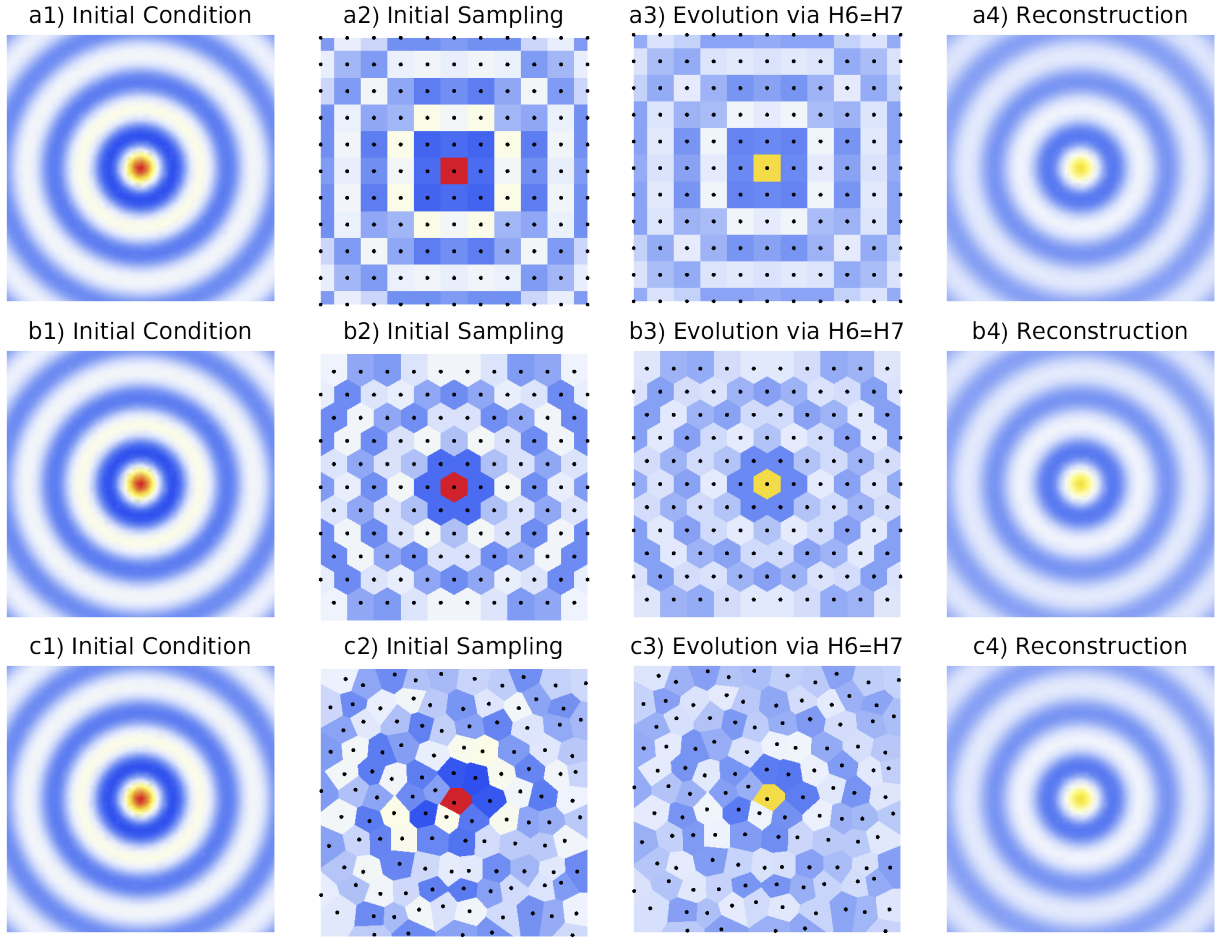 a1) Initial Condition
a2) Initial Sampling
a3) Evolution via H6=H7
a4) Reconstruction
b1) Initial Condition
b2) Initial Sampling
b3) Evolution via H6=H7
b4) Reconstruction
c1) Initial Condition
c2) Initial Sampling
c3) Evolution via H6=H7
c4) Reconstruction